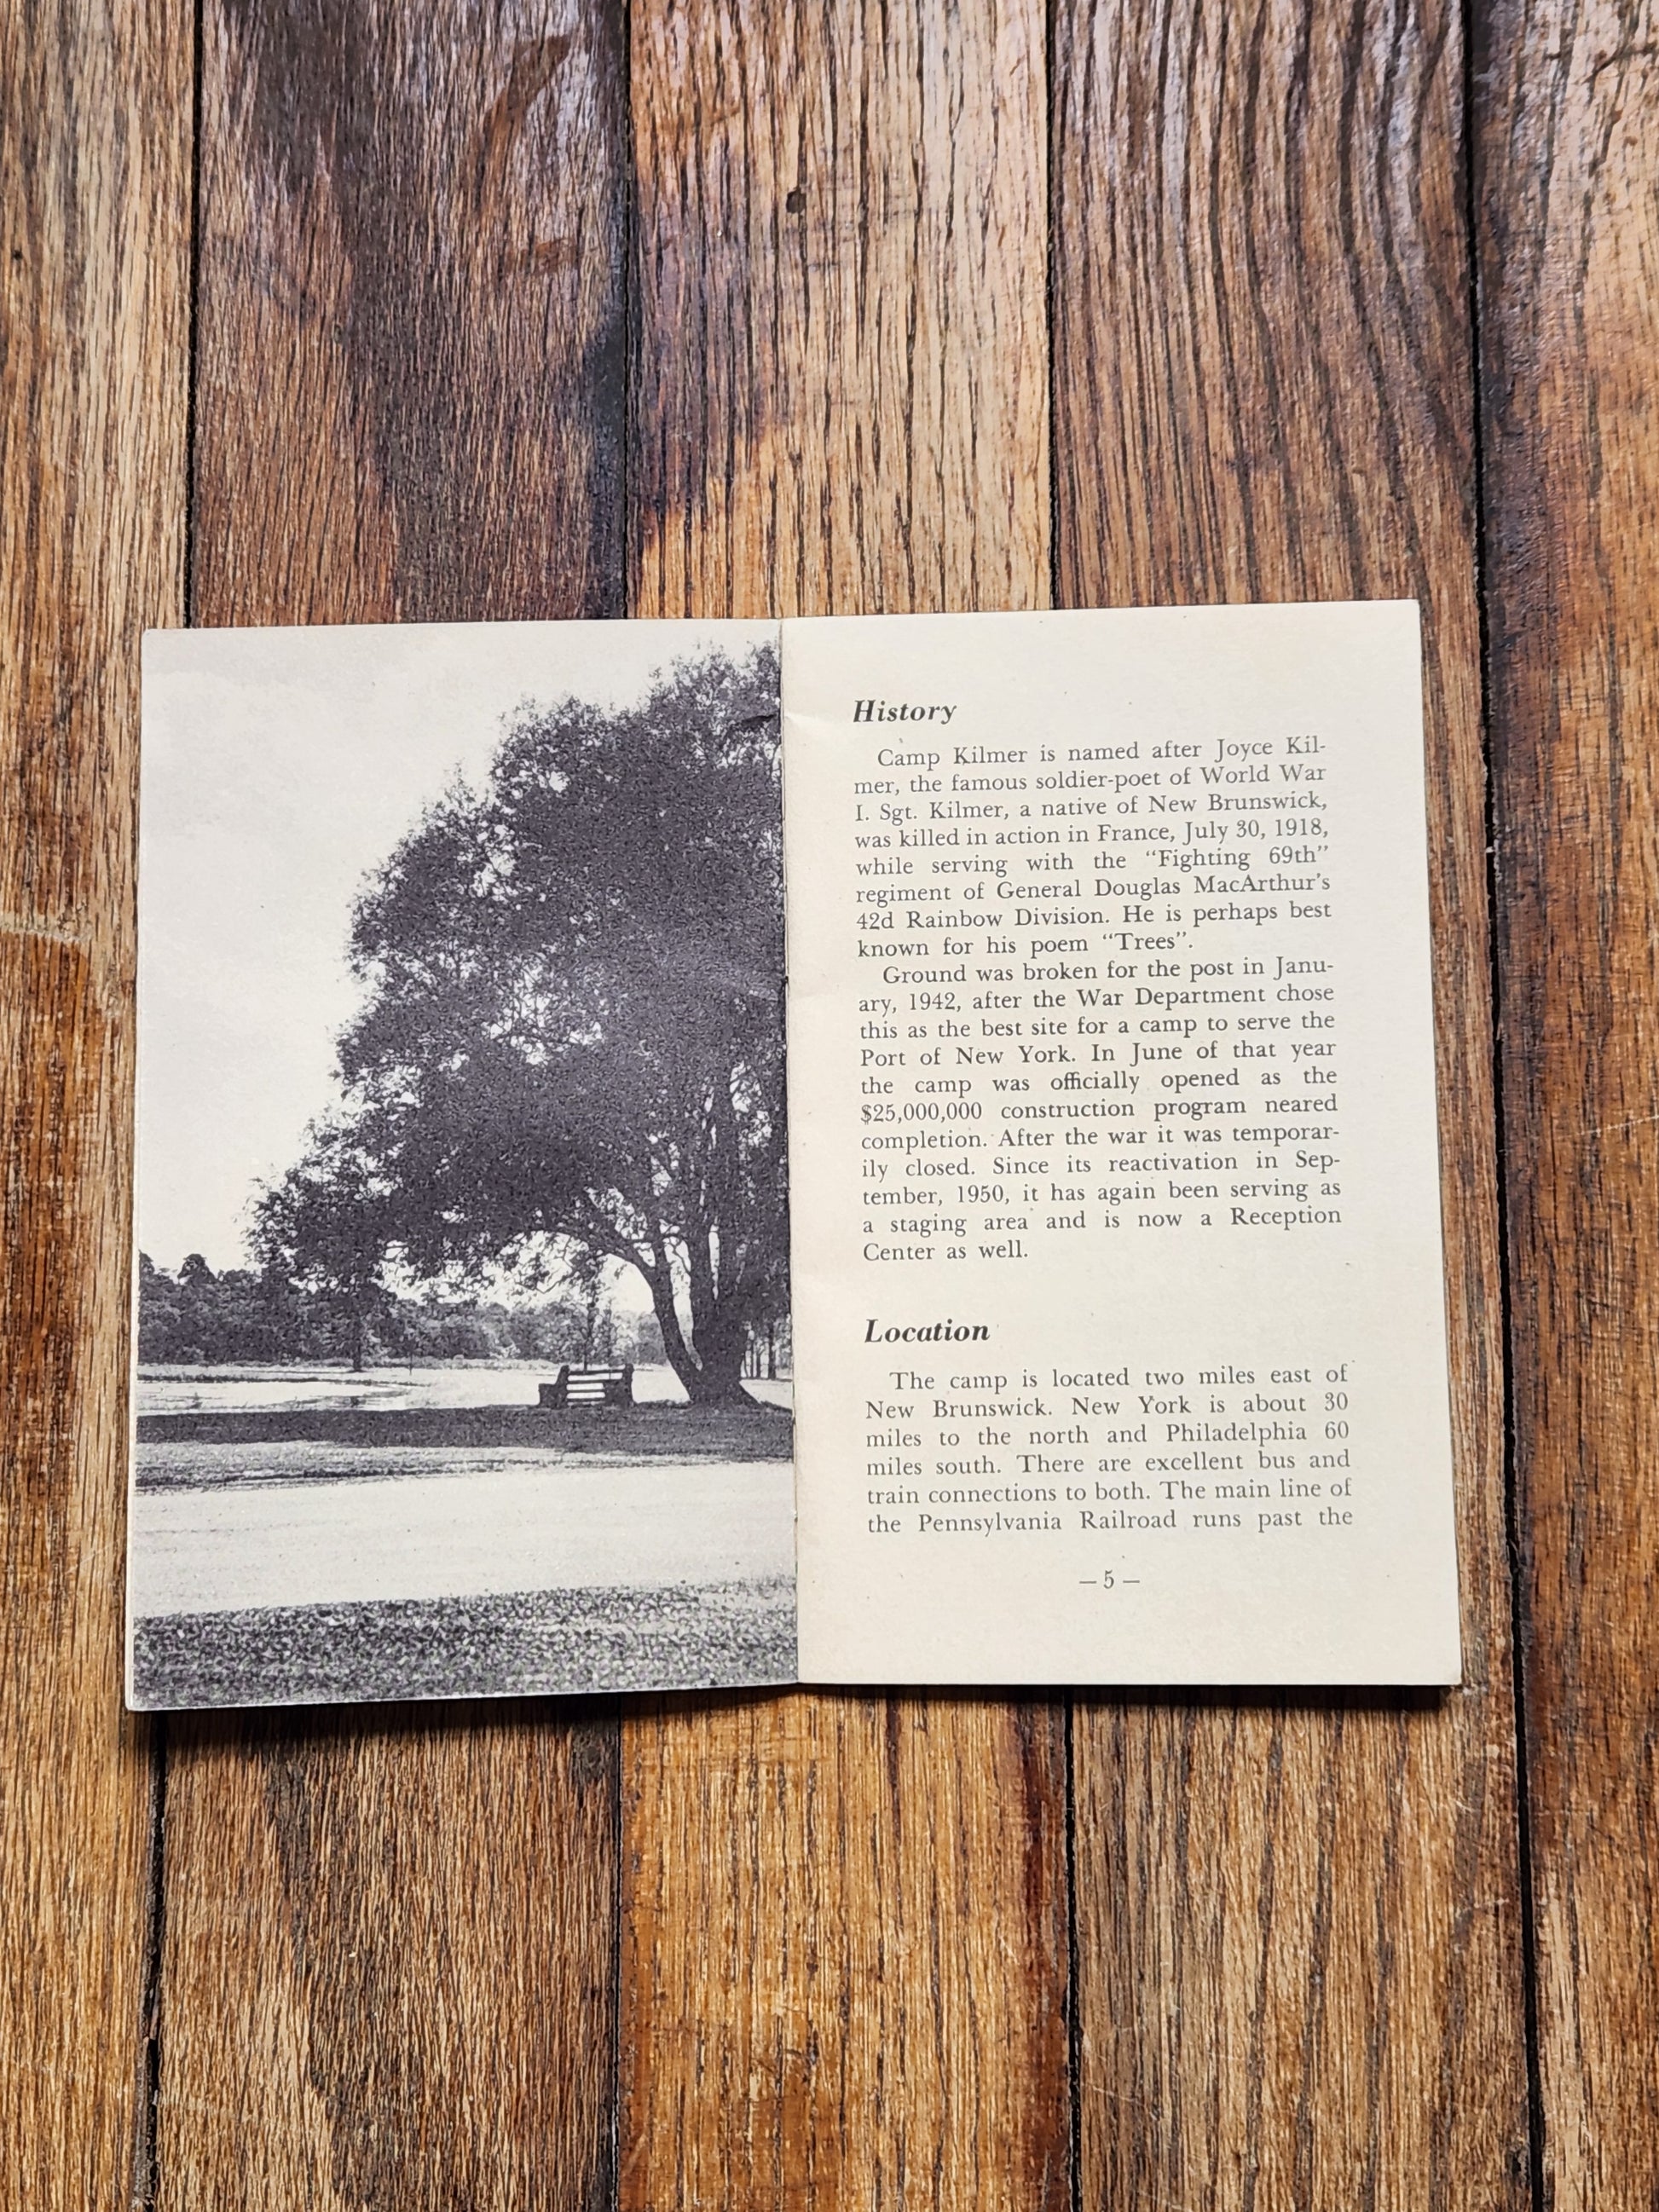 History
Camp Kilmer is named after Joyce Kil-
mer, the famous soldier-poet of World War
I. Sgt. Kilmer, a native of New Brunswick,
was killed in action in France, July 30, 1918,
while serving with the “Fighting 69th”
regiment of General Douglas MacArthur’s
42d Rainbow Division. He is perhaps best
known for his poem “Trees”.
Ground was broken for the post in Janu-
ary, 1942, after the War Department chose
this as the best site for a camp to serve the
Port of New York. In June of that year
the camp was officially opened as the
$25,000,000 construction program neared
completion. After the war it was temporar-
ily closed. Since its reactivation in Sep-
tember, 1950, it has again been serving as
a staging area and is now a Reception
Center as well.
Location
The camp is located two miles east of
New Brunswick. New York is about 30
miles to the north and Philadelphia 60
miles south. There are excellent bus and
train connections to both. The main line of
the Pennsylvania Railroad runs past the
— 5 —